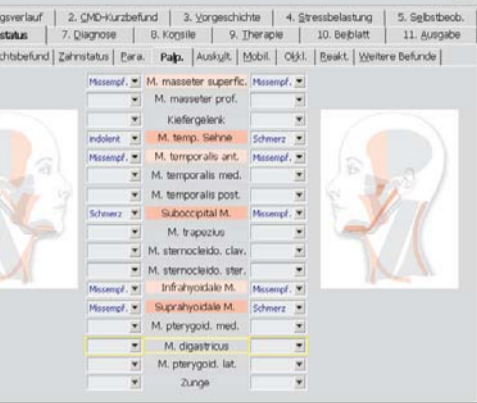 gsverlauf 2. CMD-Kurzbefund 3. Vorgeschichte 4. Stressbelastung 5. Selbstbeob.
status 7. Diagnose 8. Konsile 9. Therapie 10. Beiblatt 11. Ausgabe
chtsbefund Zahnstatus Para. Palp. Auskult. Mobil. Okkl. Reakt. Weitere Befunde
Missempf. M. masseter superfic. Missempf.
M. masseter prof.
Kiefergelenk
indolent M. temp. Sehne Schmerz
Missempf. M. temporalis ant. Missempf.
M. temporalis med.
M. temporalis post.
Schmerz Suboccipital M. Missempf.
M. trapezius
M. sternocleido. clav.
M. sternocleido. ster.
Missempf. Infrahyoidale M. Missempf.
Missempf. Suprahyoidale M. Schmerz
M. pterygoid. med.
M. digastricus
M. pterygoid. lat.
Zunge